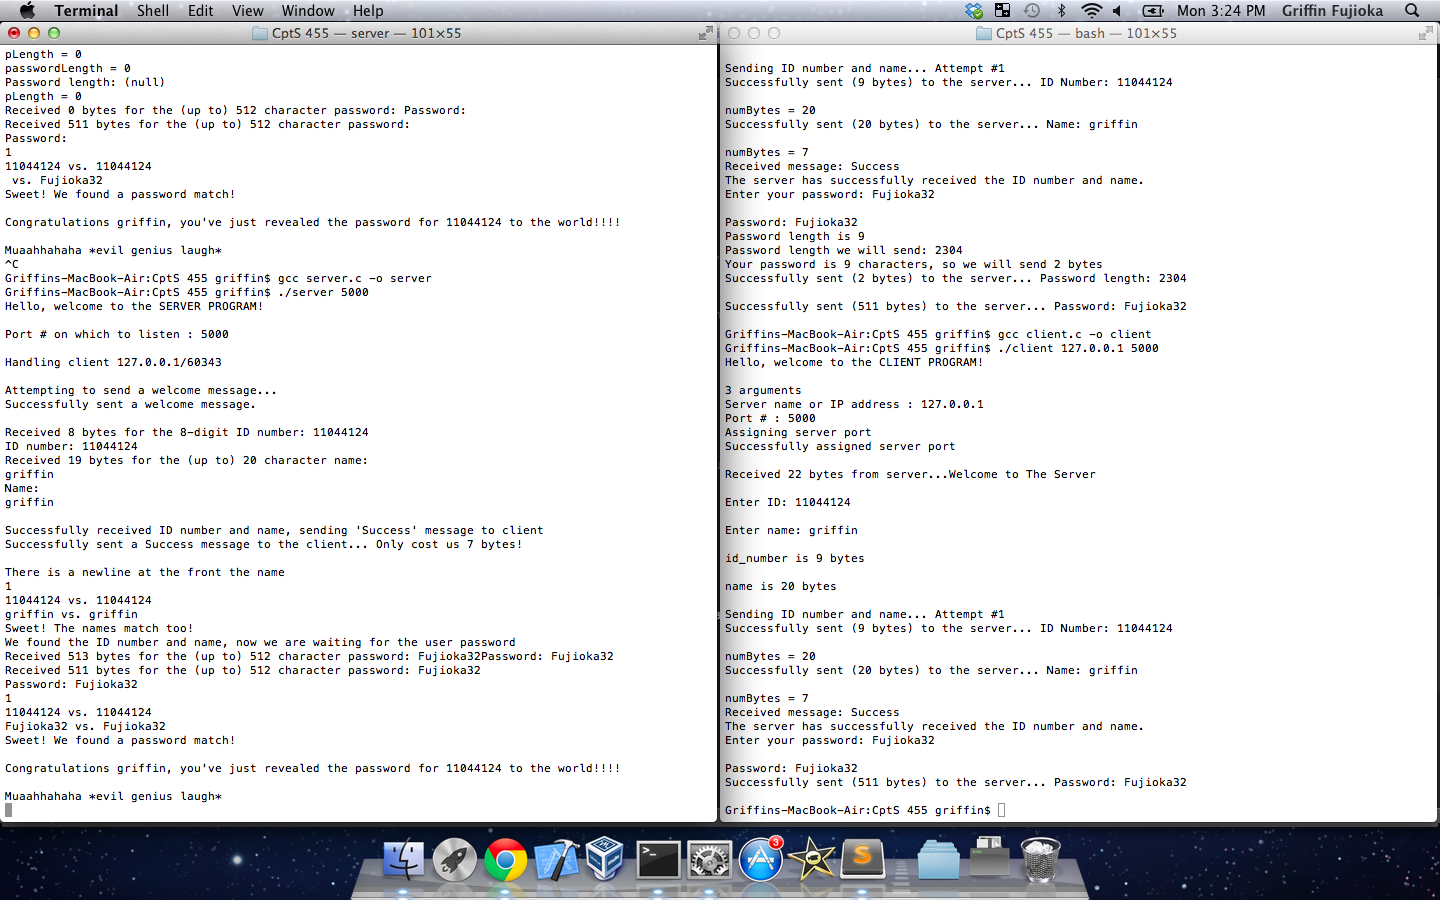 Terminal Shell Edit View Window Help Mon 3:24 PM Griffin Fujioka
CptS 455 — server — 101×55
pLength = 0
passwordLength = 0
Password length: (null)
pLength = 0
Received 0 bytes for the (up to) 512 character password: Password:
Received 511 bytes for the (up to) 512 character password:
Password:
1
11044124 vs. 11044124
vs. Fujioka32
Sweet! We found a password match!
Congratulations griffin, you've just revealed the password for 11044124 to the world!!!!
Muaahhahaha *evil genius laugh*
^C
Griffins-MacBook-Air:CptS 455 griffin$ gcc server.c -o server
Griffins-MacBook-Air:CptS 455 griffin$ ./server 5000
Hello, welcome to the SERVER PROGRAM!
Port # on which to listen : 5000
Handling client 127.0.0.1/60343
Attempting to send a welcome message...
Successfully sent a welcome message.
Received 8 bytes for the 8-digit ID number: 11044124
ID number: 11044124
Received 19 bytes for the (up to) 20 character name:
griffin
Name:
griffin
Successfully received ID number and name, sending 'Success' message to client
Successfully sent a Success message to the client... Only cost us 7 bytes!
There is a newline at the front the name
1
11044124 vs. 11044124
griffin vs. griffin
Sweet! The names match too!
We found the ID number and name, now we are waiting for the user password
Received 513 bytes for the (up to) 512 character password: Fujioka32Password: Fujioka32
Received 511 bytes for the (up to) 512 character password: Fujioka32
Password: Fujioka32
1
11044124 vs. 11044124
Fujioka32 vs. Fujioka32
Sweet! We found a password match!
Congratulations griffin, you've just revealed the password for 11044124 to the world!!!!
Muaahhahaha *evil genius laugh*
CptS 455 — bash — 101×55
Sending ID number and name... Attempt #1
Successfully sent (9 bytes) to the server... ID Number: 11044124
numBytes = 20
Successfully sent (20 bytes) to the server... Name: griffin
numBytes = 7
Received message: Success
The server has successfully received the ID number and name.
Enter your password: Fujioka32
Password: Fujioka32
Password length is 9
Password length we will send: 2304
Your password is 9 characters, so we will send 2 bytes
Successfully sent (2 bytes) to the server... Password length: 2304
Successfully sent (511 bytes) to the server... Password: Fujioka32
Griffins-MacBook-Air:CptS 455 griffin$ gcc client.c -o client
Griffins-MacBook-Air:CptS 455 griffin$ ./client 127.0.0.1 5000
Hello, welcome to the CLIENT PROGRAM!
3 arguments
Server name or IP address : 127.0.0.1
Port # : 5000
Assigning server port
Successfully assigned server port
Received 22 bytes from server...Welcome to The Server
Enter ID: 11044124
Enter name: griffin
id_number is 9 bytes
name is 20 bytes
Sending ID number and name... Attempt #1
Successfully sent (9 bytes) to the server... ID Number: 11044124
numBytes = 20
Successfully sent (20 bytes) to the server... Name: griffin
numBytes = 7
Received message: Success
The server has successfully received the ID number and name.
Enter your password: Fujioka32
Password: Fujioka32
Successfully sent (511 bytes) to the server... Password: Fujioka32
Griffins-MacBook-Air:CptS 455 griffin$
3